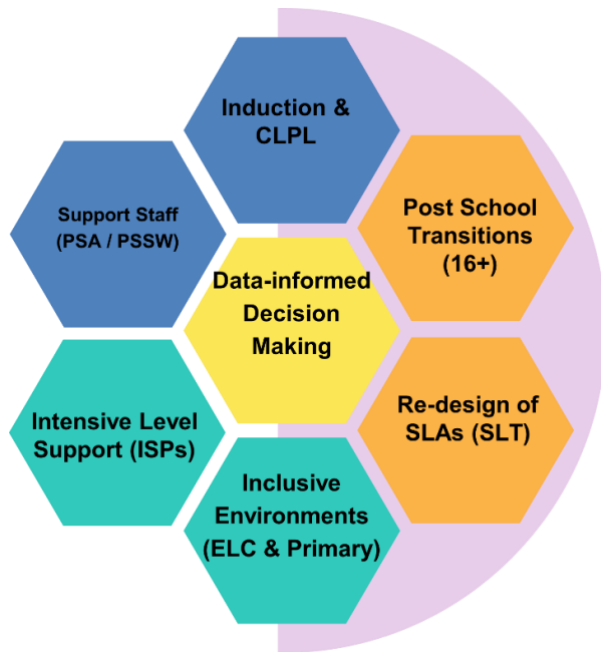 Induction &
CLPL
Support Staff
(PSA / PSSW)
Post School
Transitions
(16+)
Data-informed
Decision
Making
Intensive Level
Support (ISPs)
Re-design of
SLAs (SLT)
Inclusive
Environments
(ELC & Primary)